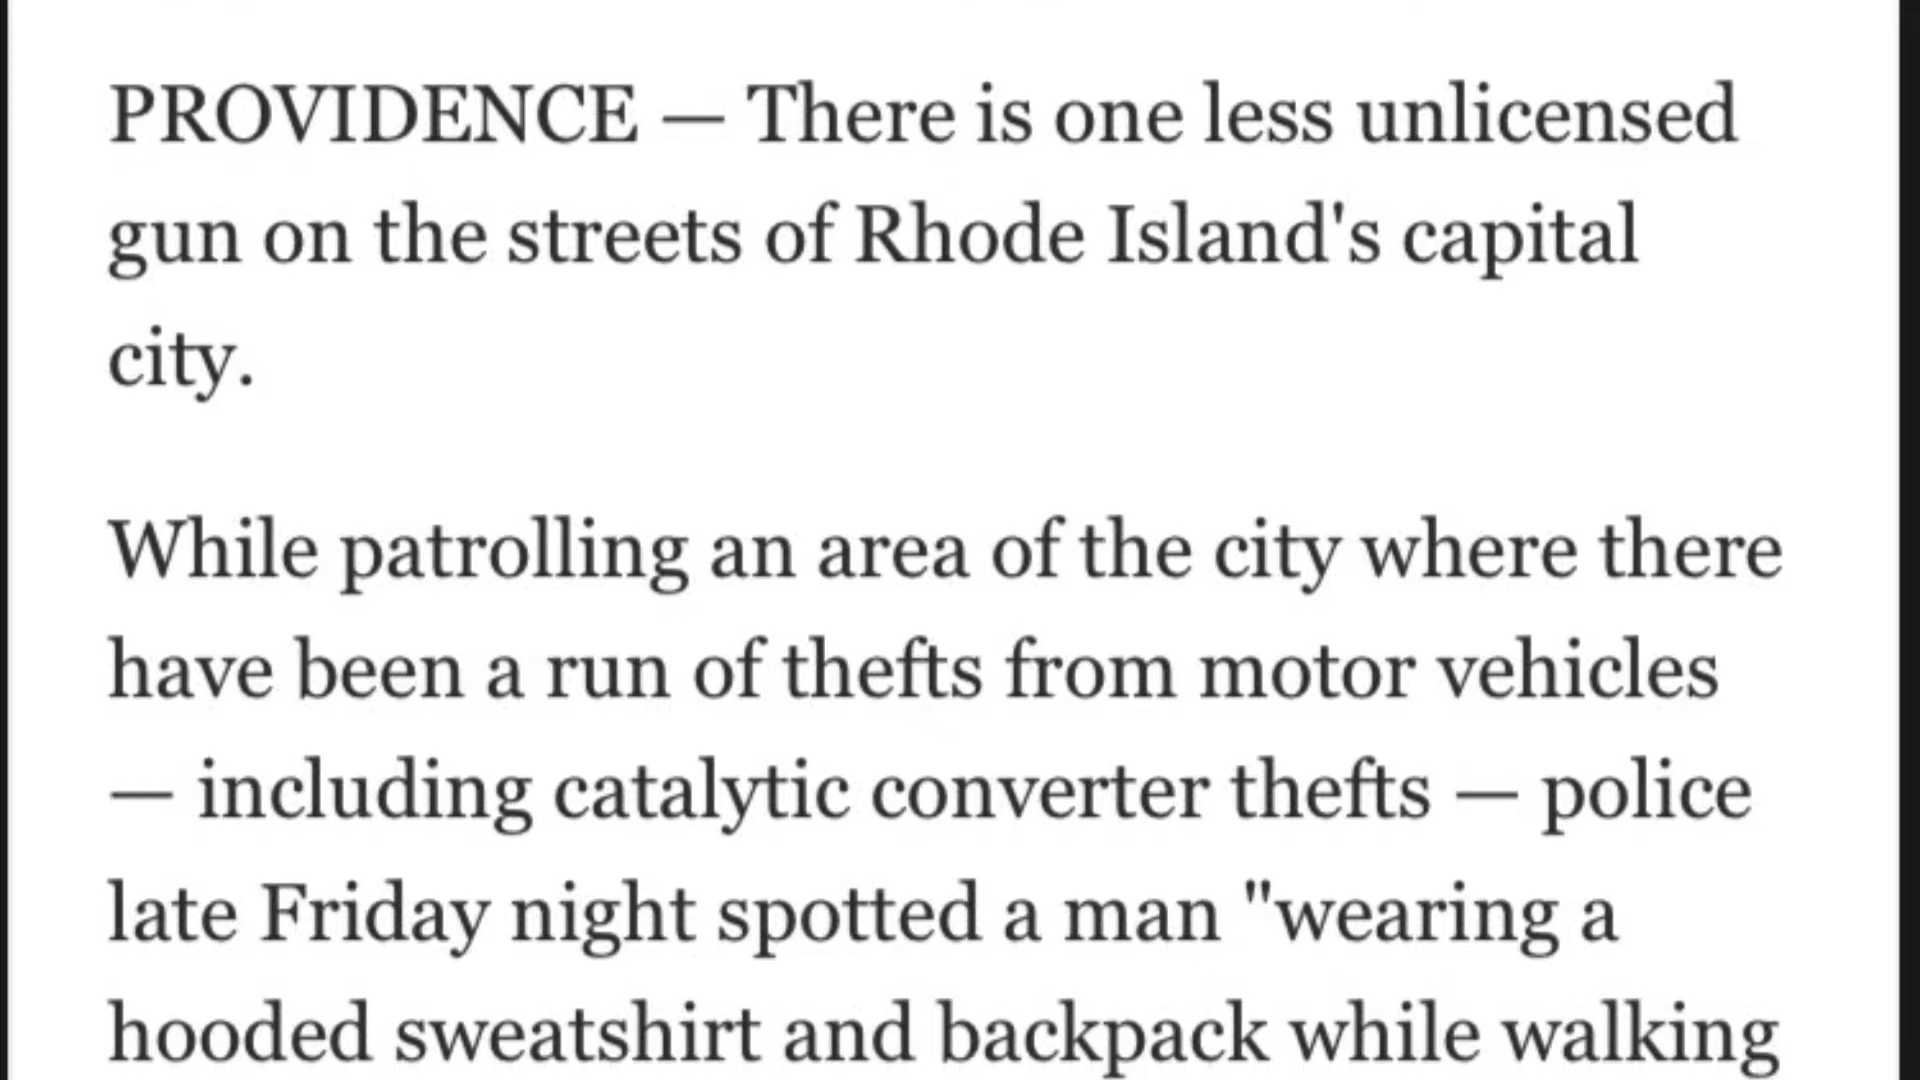 PROVIDENCE — There is one less unlicensed
gun on the streets of Rhode Island's capital
city.
While patrolling an area of the city where there
have been a run of thefts from motor vehicles
— including catalytic converter thefts — police
late Friday night spotted a man "wearing a
hooded sweatshirt and backpack while walking